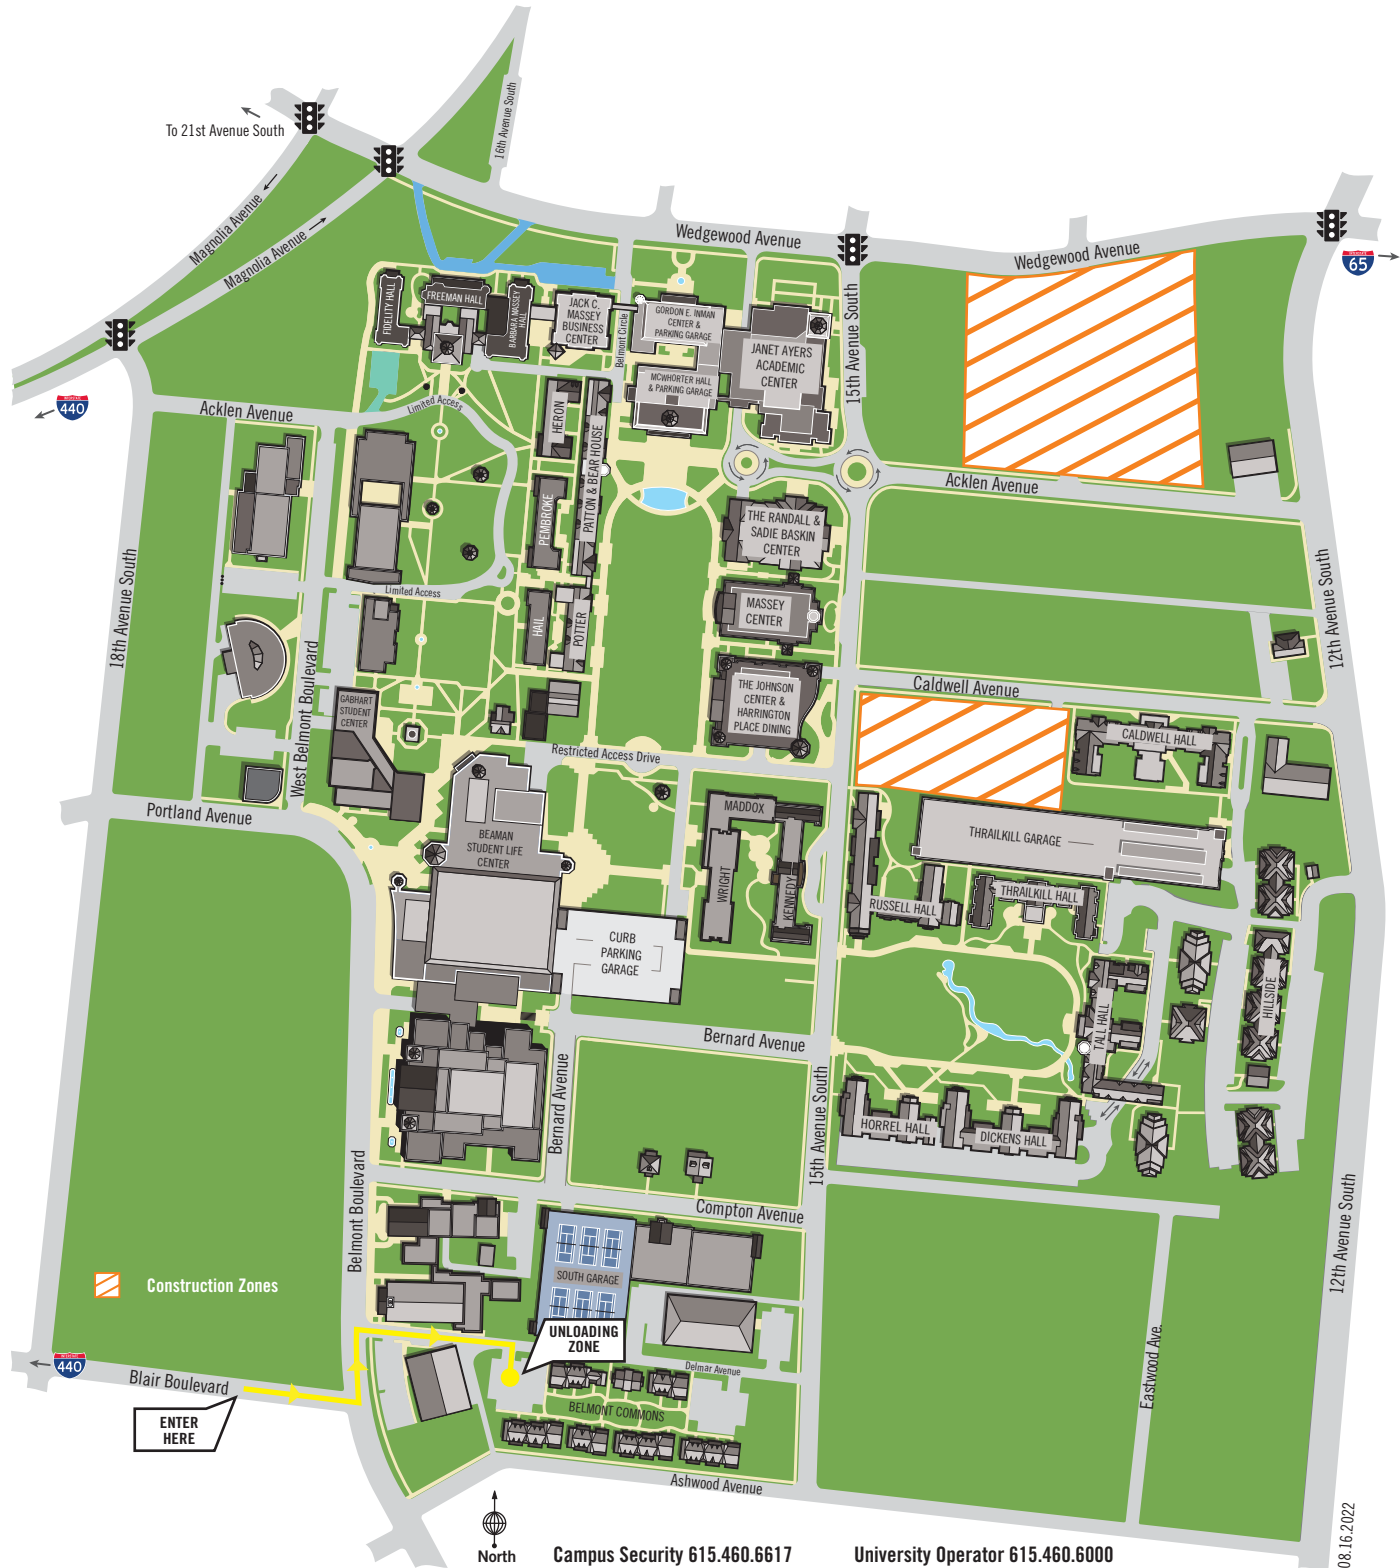 To 21st Avenue South
16th Avenue South
Magnolia Avenue
Magnolia Avenue
Wedgewood Avenue
Wedgewood Avenue
INTERSTATE
65
INTERSTATE
440
FIDELITY HALL
FREEMAN HALL
BARBARA MASSEY
HALL
JACK C.
MASSEY
BUSINESS
CENTER
Belmont Circle
GORDON E. INMAN
CENTER &
PARKING GARAGE
JANET AYERS
ACADEMIC
CENTER
MCWHORTER HALL
& PARKING GARAGE
15th Avenue South
Acklen Avenue
Limited Access
HERON
PATTON & BEAR HOUSE
PEMBROKE
Acklen Avenue
THE RANDALL &
SADIE BASKIN
CENTER
18th Avenue South
12th Avenue South
Limited Access
HAIL
POTTER
MASSEY
CENTER
West Belmont Boulevard
GABHART
STUDENT
CENTER
THE JOHNSON
CENTER &
HARRINGTON
PLACE DINING
Caldwell Avenue
CALDWELL HALL
Restricted Access Drive
Portland Avenue
BEAMAN
STUDENT LIFE
CENTER
MADDOX
WRIGHT
KENNEDY
THRAILKILL GARAGE
THRAILKILL HALL
RUSSELL HALL
CURB
PARKING
GARAGE
HILLSIDE
TALL HALL
Bernard Avenue
Bernard Avenue
15th Avenue South
HORREL HALL
DICKENS HALL
Belmont Boulevard
Compton Avenue
12th Avenue South
SOUTH GARAGE
Construction Zones
UNLOADING
ZONE
INTERSTATE
440
Blair Boulevard
ENTER
HERE
Delmar Avenue
BELMONT COMMONS
Eastwood Ave.
Ashwood Avenue
North
Campus Security 615.460.6617
University Operator 615.460.6000
08.16.2022